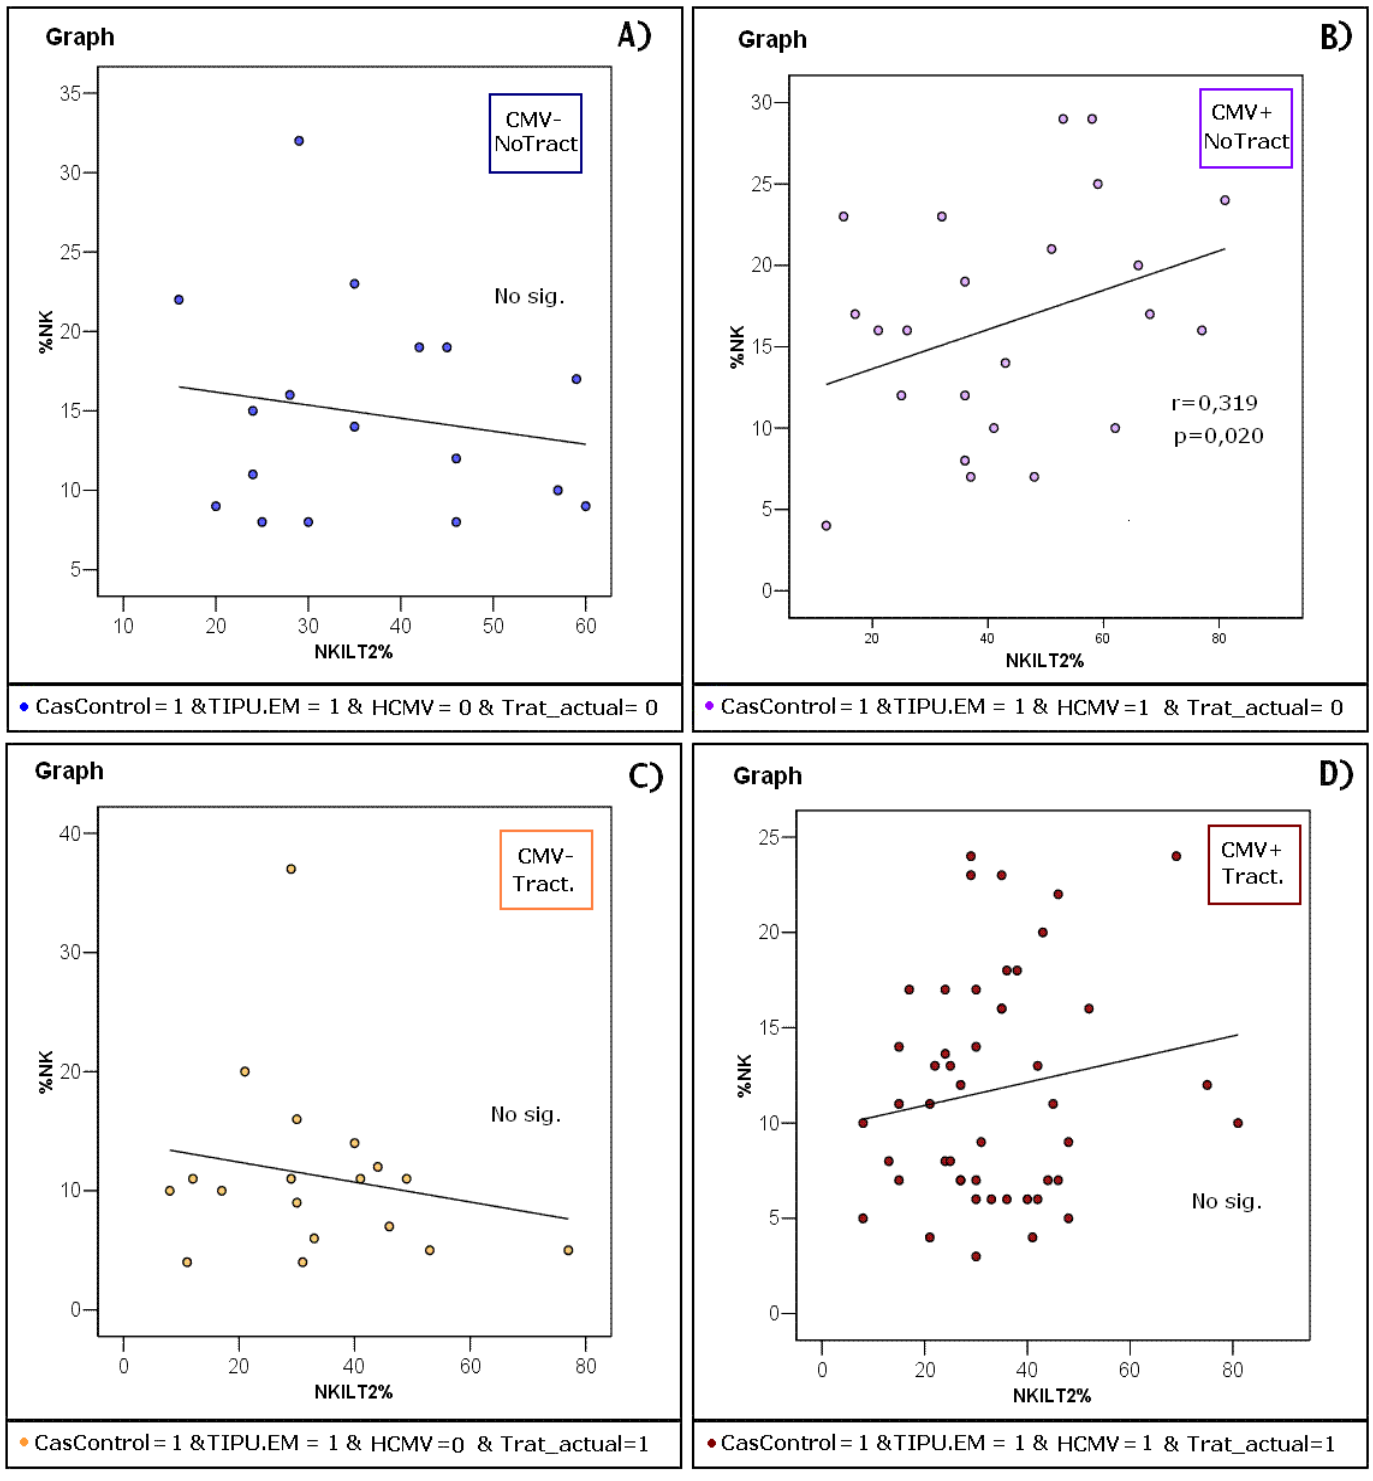 Graph
A)
CMV-
NoTract
No sig.
%NK
35
30
25
20
15
10
5
10 20 30 40 50 60
NKILT2%
CasControl = 1 &TIPU.EM = 1 & HCMV = 0 & Trat_actual= 0
Graph
B)
CMV+
NoTract
r=0,319
p=0,020
%NK
30
25
20
15
10
5
0
20 40 60 80
NKILT2%
CasControl = 1 &TIPU.EM = 1 & HCMV =1 & Trat_actual= 0
Graph
C)
CMV-
Tract.
No sig.
%NK
40
30
20
10
0
0 20 40 60 80
NKILT2%
CasControl = 1 &TIPU.EM = 1 & HCMV =0 & Trat_actual=1
Graph
D)
CMV+
Tract.
No sig.
%NK
25
20
15
10
5
0
0 20 40 60 80
NKILT2%
CasControl = 1 &TIPU.EM = 1 & HCMV =1 & Trat_actual=1